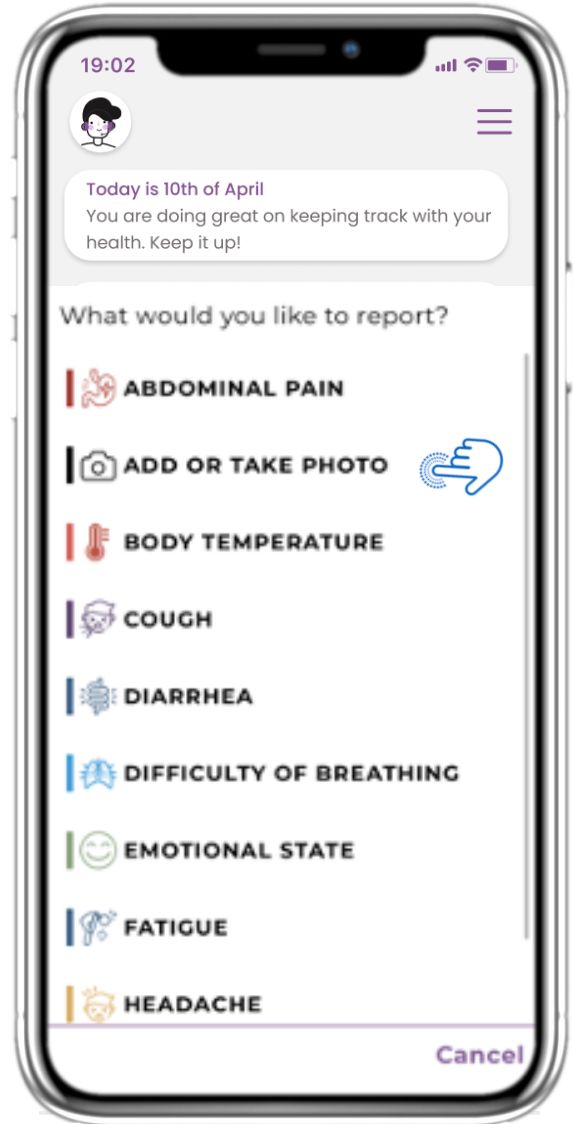 19:02
Today is 10th of April
You are doing great on keeping track with your
health. Keep it up!
What would you like to report?
ABDOMINAL PAIN
ADD OR TAKE PHOTO
BODY TEMPERATURE
COUGH
DIARRHEA
DIFFICULTY OF BREATHING
EMOTIONAL STATE
FATIGUE
HEADACHE
Cancel